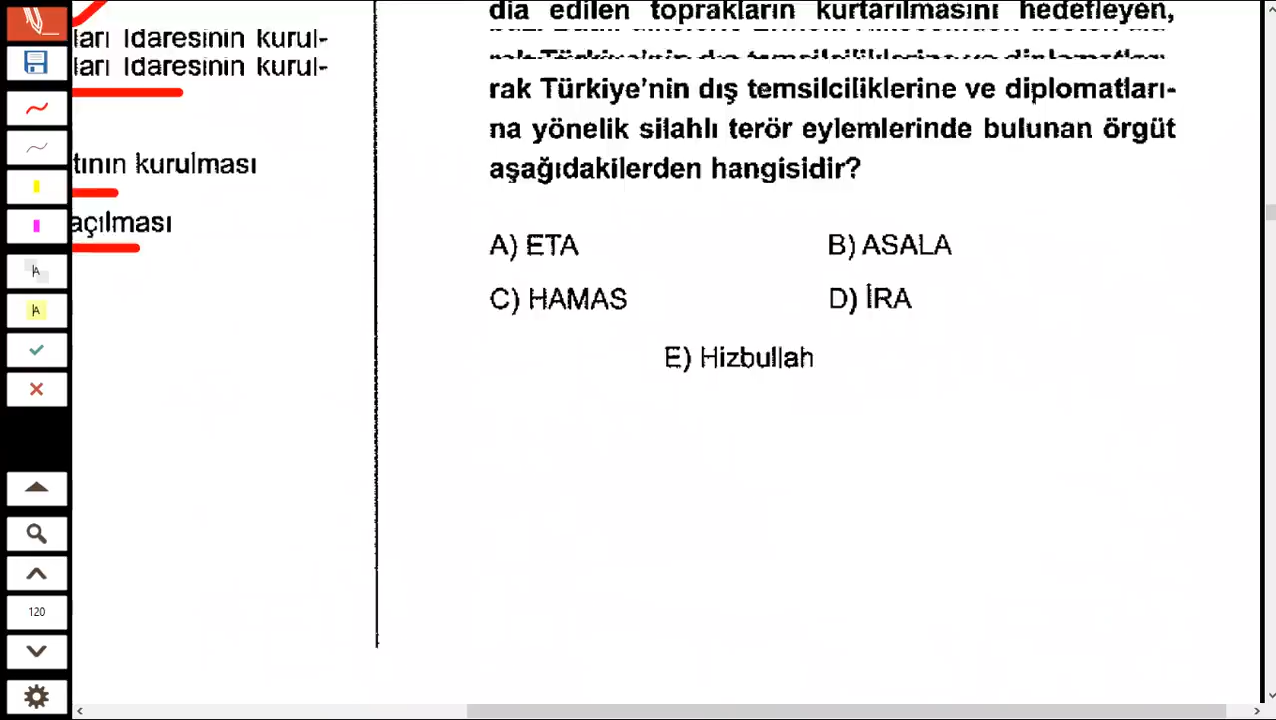 ları İdaresinin kurul-
ları İdaresinin kurul-
tının kurulması
açılması
dia edilen toprakların kurtarılmasını hedefleyen,
rak Türkiye'nin dış temsilciliklerine ve diplomatları-
na yönelik silahlı terör eylemlerinde bulunan örgüt
aşağıdakilerden hangisidir?
A) ETA
B) ASALA
C) HAMAS
D) İRA
E) Hizbullah
120